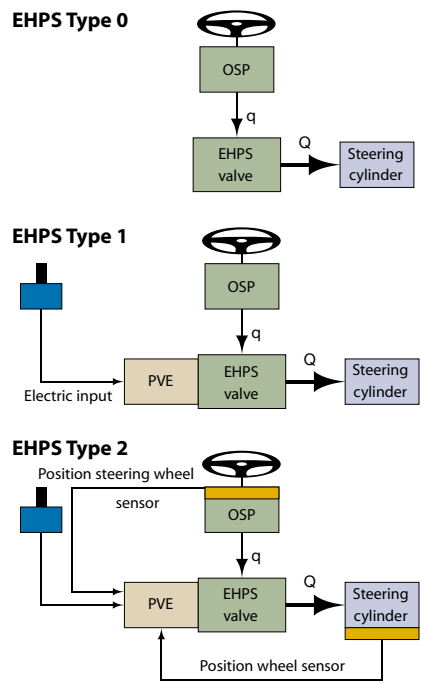 EHPS Type 0
OSP
q
EHPS
valve
Q
Steering
cylinder
EHPS Type 1
OSP
q
Electric input
PVE
EHPS
valve
Q
Steering
cylinder
EHPS Type 2
Position steering wheel
sensor
OSP
q
PVE
EHPS
valve
Q
Steering
cylinder
Position wheel sensor